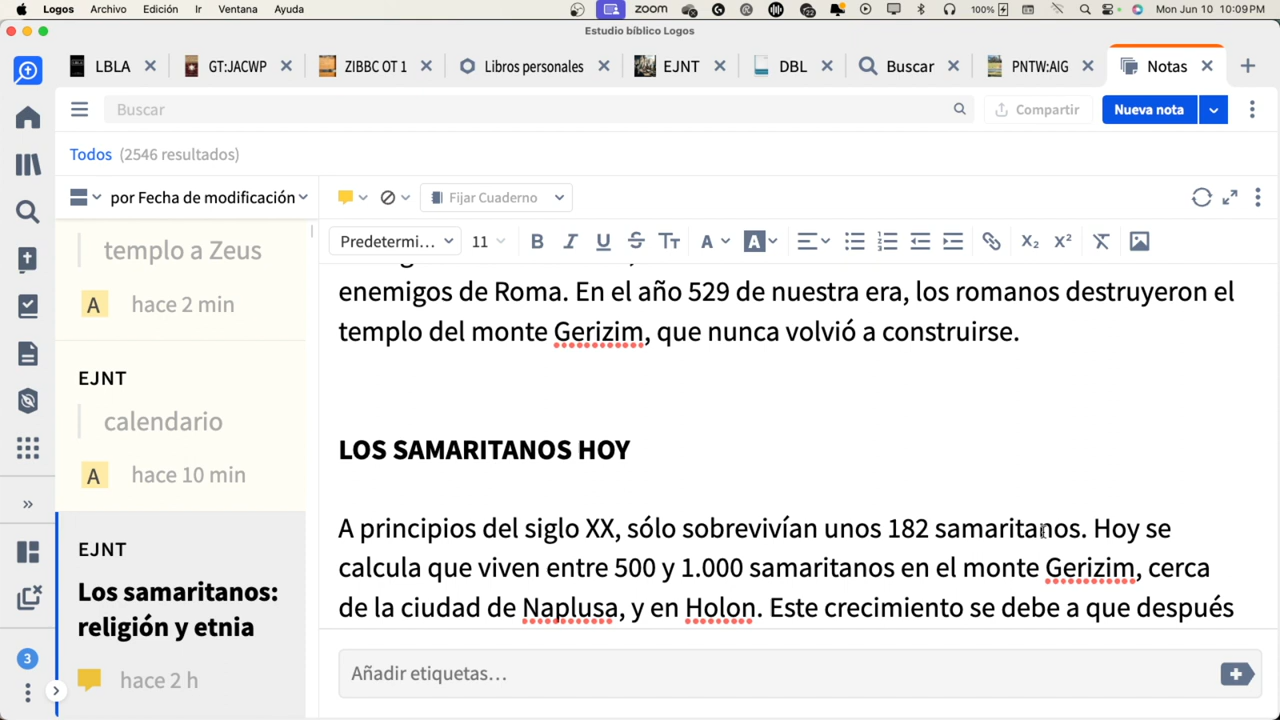 Logos Archivo Edición Ir Ventana Ayuda zoom 100% Mon Jun 10 10:09 PM
Estudio bíblico Logos
LBLA GT:JACWP ZIBBC OT 1 Libros personales EJNT DBL Buscar PNTW:AIG Notas
Buscar Compartir Nueva nota
Todos (2546 resultados)
por Fecha de modificación Fijar Cuaderno
Predetermi... 11
templo a Zeus
A hace 2 min
EJNT
calendario
A hace 10 min
EJNT
Los samaritanos:
religión y etnia
hace 2 h
3
enemigos de Roma. En el año 529 de nuestra era, los romanos destruyeron el
templo del monte Gerizim, que nunca volvió a construirse.
LOS SAMARITANOS HOY
A principios del siglo XX, sólo sobrevivían unos 182 samaritanos. Hoy se
calcula que viven entre 500 y 1.000 samaritanos en el monte Gerizim, cerca
de la ciudad de Naplusa, y en Holon. Este crecimiento se debe a que después
Añadir etiquetas…